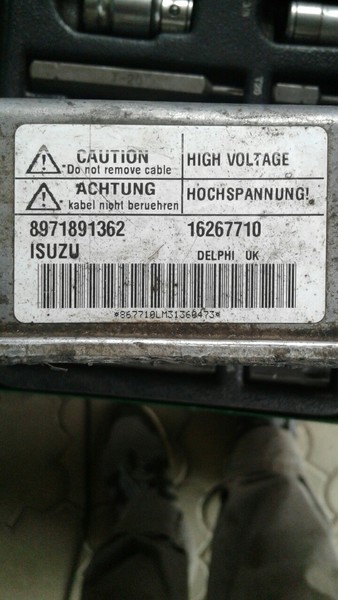 CAUTION
Do not remove cable
HIGH VOLTAGE
ACHTUNG
kabel nicht beruehren
HOCHSPANNUNG!
8971891362 16267710
ISUZU DELPHI UK
*867710LM31360473*